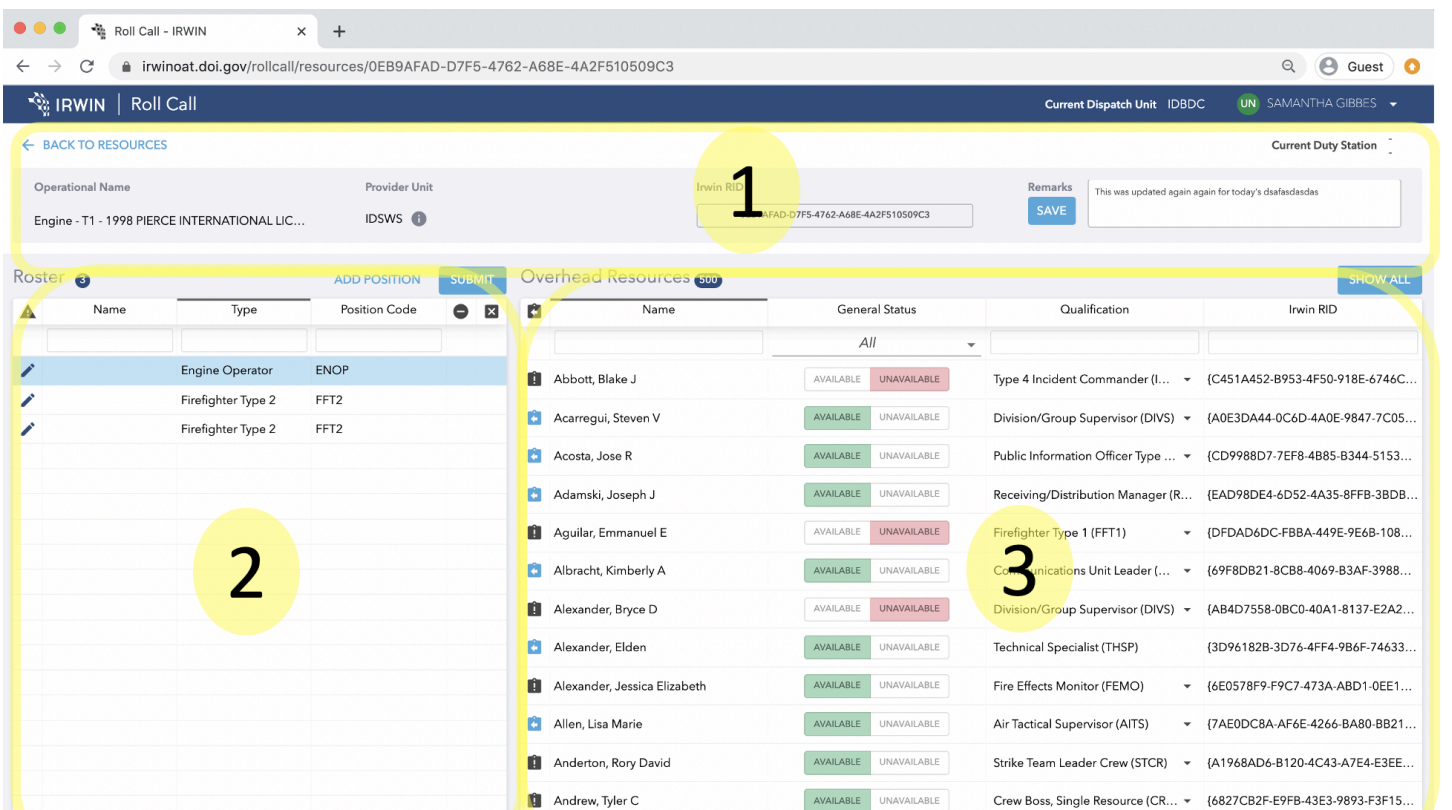 Roll Call – IRWIN
irwinoat.doi.gov/rollcall/resources/0EB9AFAD-D7F5-4762-A68E-4A2F510509C3
Guest
IRWIN | Roll Call
Current Dispatch Unit IDBDC
UN SAMANTHA GIBBES
BACK TO RESOURCES
Current Duty Station
1
Operational Name Provider Unit Irwin RID Remarks
This was updated again again for today's dsafasdasdas
Engine - T1 - 1998 PIERCE INTERNATIONAL LIC...
IDSWS
AFAD-D7F5-4762-A68E-4A2F510509C3
SAVE
Roster 3 ADD POSITION SUBMIT
Overhead Resources 500 SHOW ALL
Name Type Position Code
Engine Operator ENOP
Firefighter Type 2 FFT2
Firefighter Type 2 FFT2
2
Name General Status Qualification Irwin RID
All
Abbott, Blake J AVAILABLE UNAVAILABLE Type 4 Incident Commander (I... {C451A452-B953-4F50-918E-6746C...
Acarregui, Steven V AVAILABLE UNAVAILABLE Division/Group Supervisor (DIVS) {A0E3DA44-0C6D-4A0E-9847-7C05...
Acosta, Jose R AVAILABLE UNAVAILABLE Public Information Officer Type ... {CD9988D7-7EF8-4B85-B344-5153...
Adamski, Joseph J AVAILABLE UNAVAILABLE Receiving/Distribution Manager (R... {EAD98DE4-6D52-4A35-8FFB-3BDB...
Aguilar, Emmanuel E AVAILABLE UNAVAILABLE Firefighter Type 1 (FFT1) {DFDAD6DC-FBBA-449E-9E6B-108...
3
Albracht, Kimberly A AVAILABLE UNAVAILABLE Communications Unit Leader (... {69F8DB21-8CB8-4069-B3AF-3988...
Alexander, Bryce D AVAILABLE UNAVAILABLE Division/Group Supervisor (DIVS) {AB4D7558-0BC0-40A1-8137-E2A2...
Alexander, Elden AVAILABLE UNAVAILABLE Technical Specialist (THSP) {3D96182B-3D76-4FF4-9B6F-74633...
Alexander, Jessica Elizabeth AVAILABLE UNAVAILABLE Fire Effects Monitor (FEMO) {6E0578F9-F9C7-473A-ABD1-0EE1...
Allen, Lisa Marie AVAILABLE UNAVAILABLE Air Tactical Supervisor (AITS) {7AE0DC8A-AF6E-4266-BA80-BB21...
Anderton, Rory David AVAILABLE UNAVAILABLE Strike Team Leader Crew (STCR) {A1968AD6-B120-4C43-A7E4-E3EE...
Andrew, Tyler C AVAILABLE UNAVAILABLE Crew Boss, Single Resource (CR... {6827CB2F-E9FB-43E3-9893-F3F15...